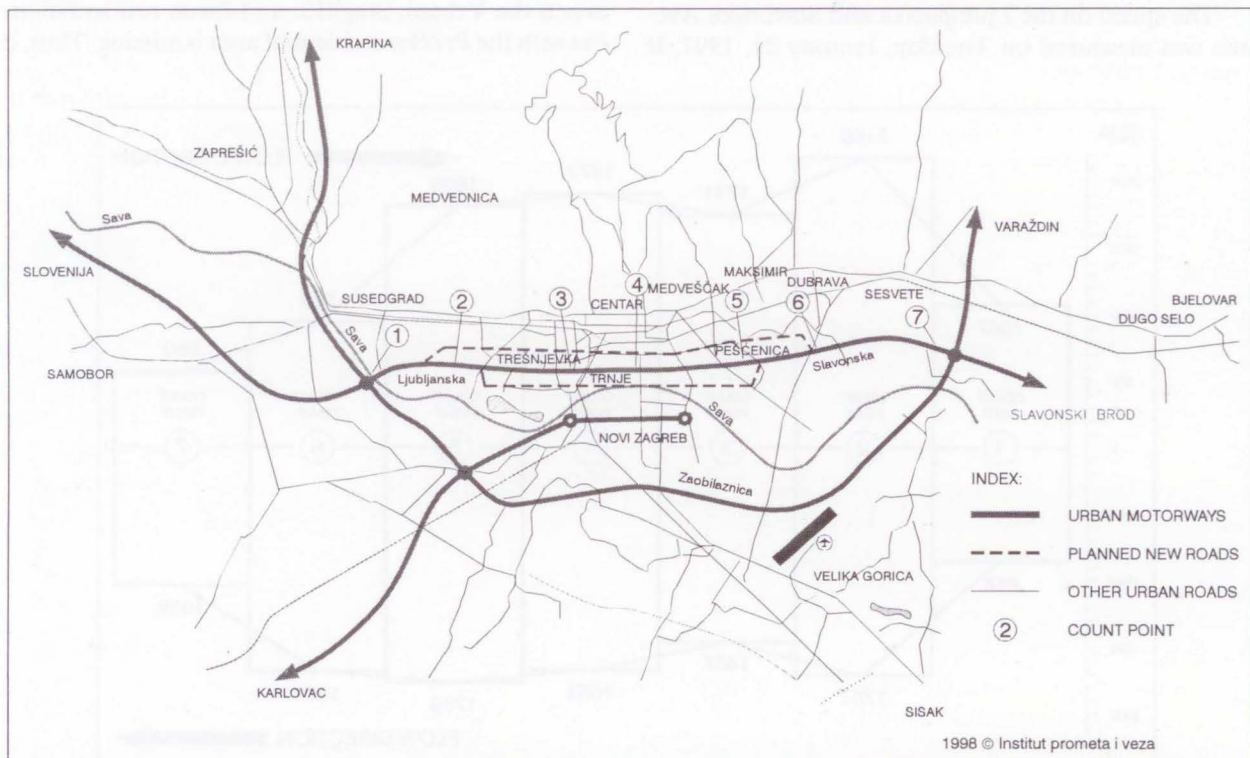 KRAPINA
ZAPREŠIĆ
MEDVEDNICA
Sava
VARAŽDIN
SLOVENIJA
MAKSIMIR
DUBRAVA
④
MEDVEŠČAK
SUSEDGRAD
②
③
CENTAR
⑤
⑥
SESVETE
⑦
BJELOVAR
DUGO SELO
①
Sava
TREŠNJEVKA
PEŠČENICA
Slavonska
SAMOBOR
Ljubljanska
TRNJE
Sava
SLAVONSKI BROD
NOVI ZAGREB
Zaobilaznica
INDEX:
URBAN MOTORWAYS
PLANNED NEW ROADS
VELIKA GORICA
OTHER URBAN ROADS
② COUNT POINT
KARLOVAC
SISAK
1998 © Institut prometa i veza